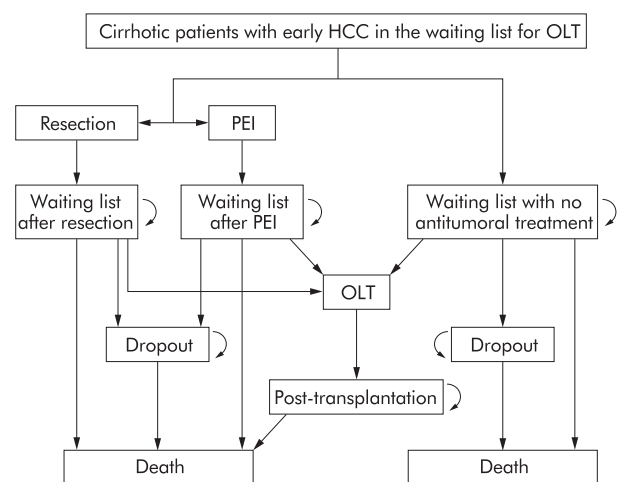 Cirrhotic patients with early HCC in the waiting list for OLT
Resection
PEI
Waiting list
after resection
Waiting list
after PEI
Waiting list with no
antitumoral treatment
OLT
Dropout
Dropout
Post-transplantation
Death
Death